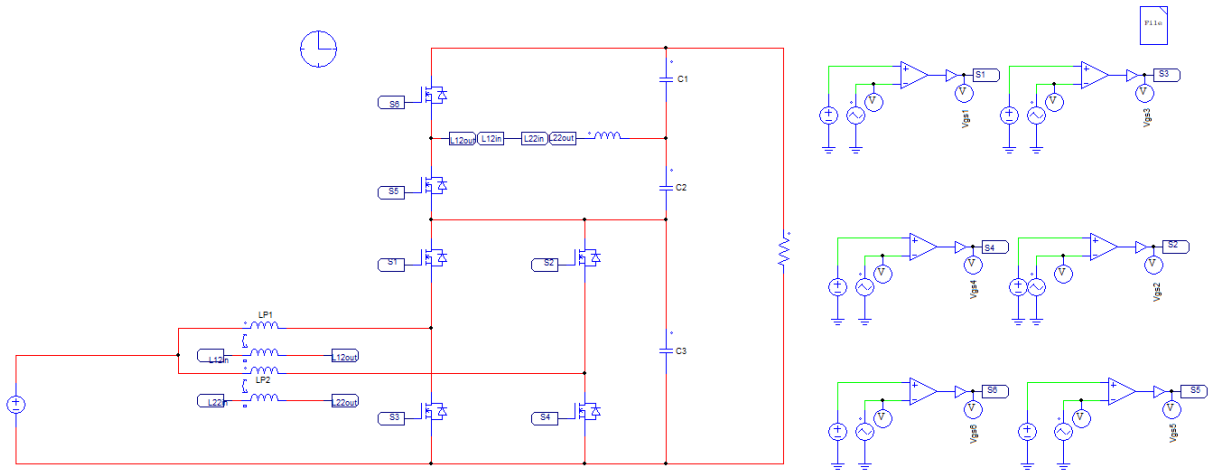 File
C1
S6
L12out
L12in
L22in
L22out
C2
S5
S1
S2
LP1
L12in
L12out
LP2
L22in
L22out
C3
S3
S4
S1
V
V
Vgs1
S3
V
V
Vgs3
S4
V
V
Vgs4
S2
V
V
Vgs2
S6
V
V
Vgs6
S5
V
V
Vgs5